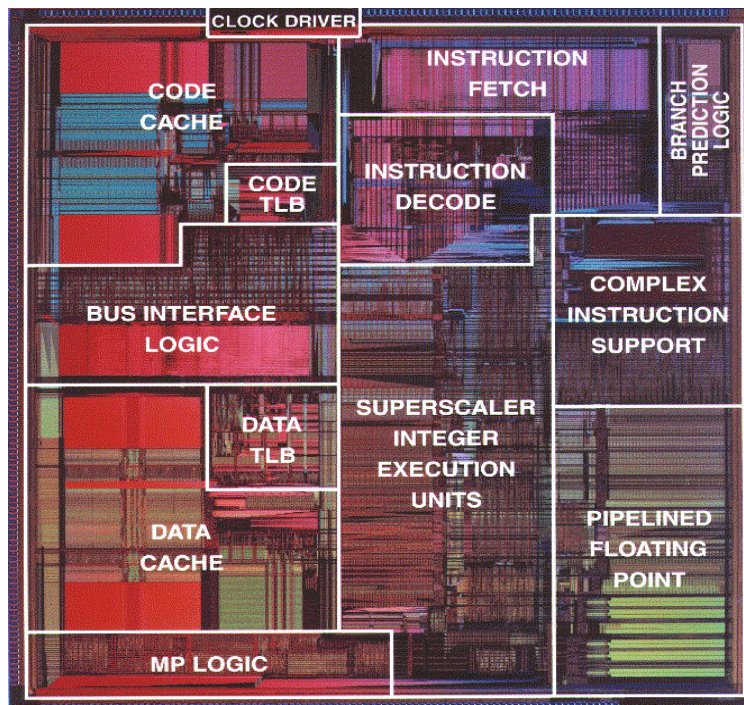 CLOCK DRIVER
CODE
CACHE
INSTRUCTION
FETCH
BRANCH
PREDICTION
LOGIC
CODE
TLB
INSTRUCTION
DECODE
BUS INTERFACE
LOGIC
COMPLEX
INSTRUCTION
SUPPORT
DATA
TLB
SUPERSCALER
INTEGER
EXECUTION
UNITS
DATA
CACHE
PIPELINED
FLOATING
POINT
MP LOGIC